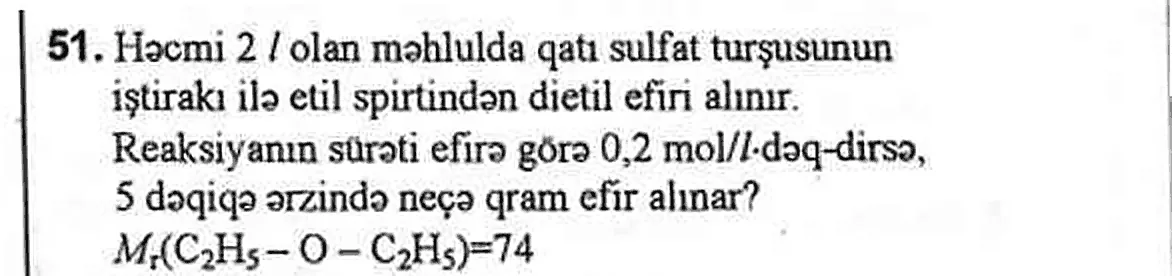 51. Həcmi 2 l olan məhlulda qatı sulfat turşusunun
iştirakı ilə etil spirtindən dietil efiri alınır.
Reaksiyanın sürəti efirə görə 0,2 mol/l·dəq-dirsə,
5 dəqiqə ərzində neçə qram efir alınar?
Mᵣ(C₂H₅ – O – C₂H₅)=74